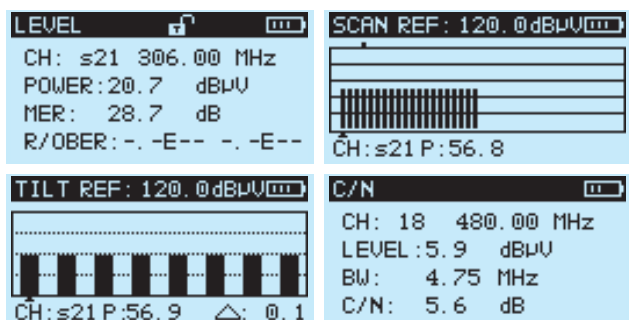 LEVEL
CH: s21 306.00 MHz
POWER:20.7 dBµV
MER: 28.7 dB
R/OBER:-.-E-- -.-E--
SCAN REF: 120.0dBµV
CH:s21 P:56.8
TILT REF: 120.0dBµV
CH:s21 P:56.9 △: 0.1
C/N
CH: 18 480.00 MHz
LEVEL:5.9 dBµV
BW: 4.75 MHz
C/N: 5.6 dB